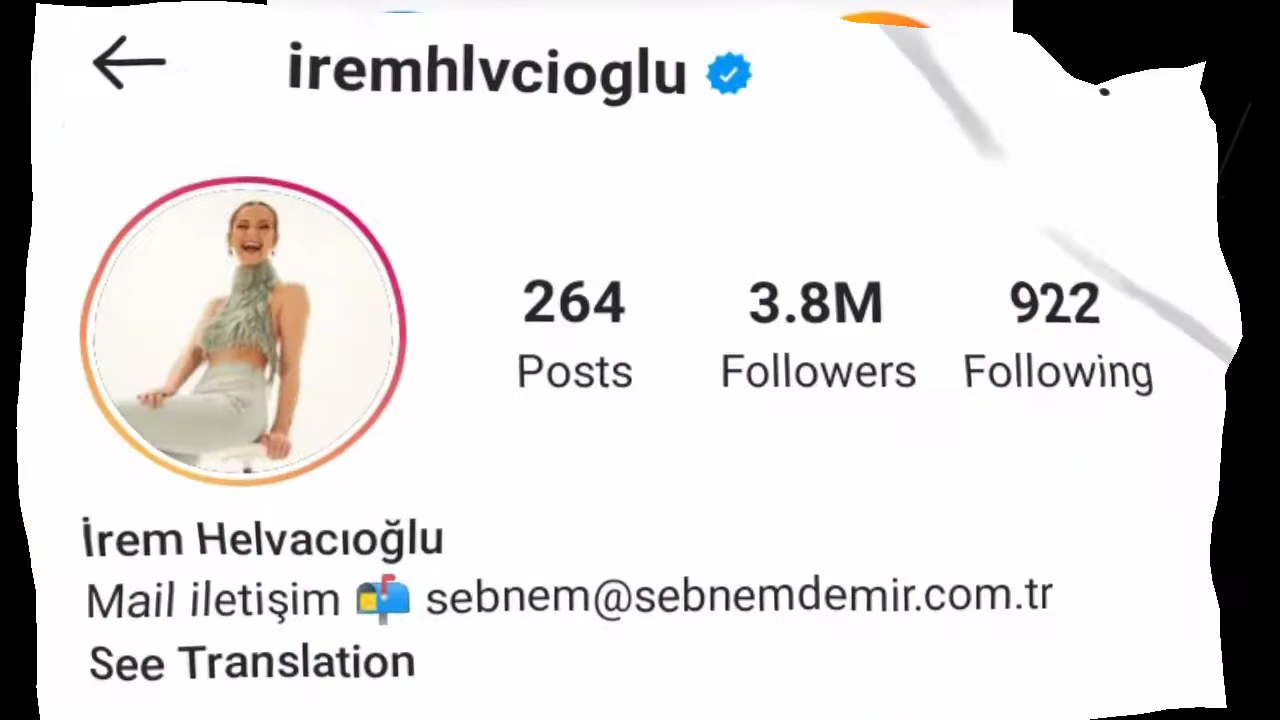 iremhlvcioglu
264 3.8M 922
Posts Followers Following
İrem Helvacıoğlu
Mail iletişim 📬 sebnem@sebnemdemir.com.tr
See Translation